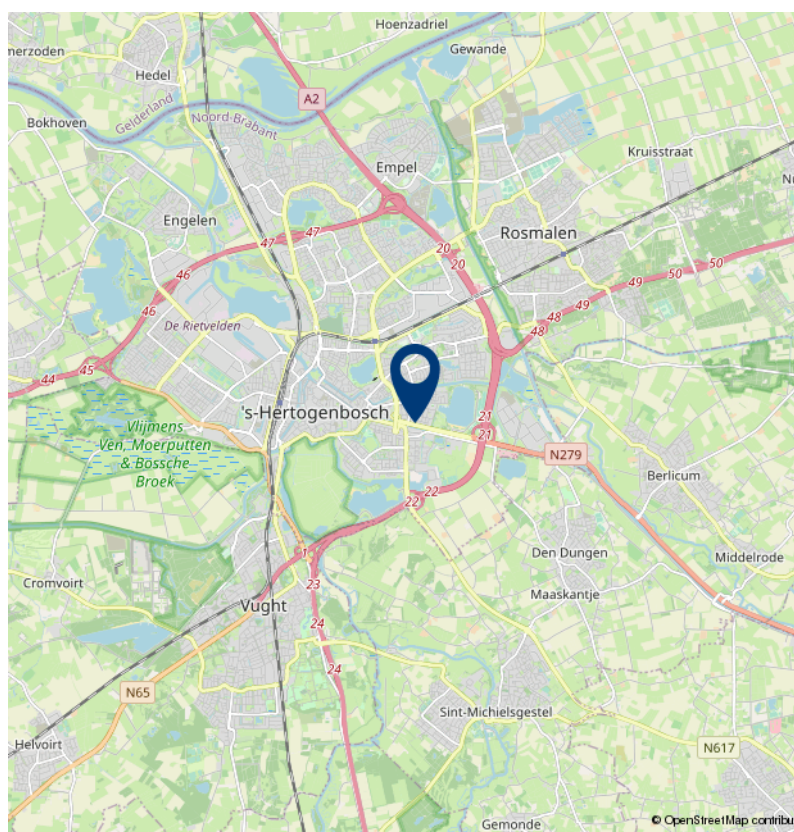 Hoenzadriel
merzoden
Gewande
Hedel
A2
Gelderland
Noord-Brabant
Bokhoven
Kruisstraat
Empel
Engelen
Rosmalen
47
47
20
20
46
50
50
49
49
46
48
48
De Rietvelden
45
44
's-Hertogenbosch
21
21
Vlijmens
Ven, Moerputten
& Bossche
Broek
N279
Berlicum
22
22
1
Den Dungen
Middelrode
Cromvoirt
23
Maaskantje
Vught
24
24
N65
Sint-Michielsgestel
Helvoirt
N617
Gemonde
© OpenStreetMap contribu